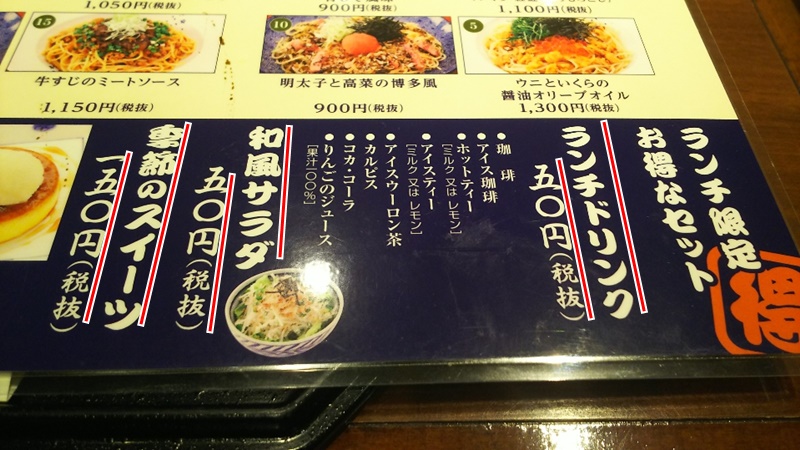 1,050円(税抜)
900円(税抜)
1,100円(税抜)
15
牛すじのミートソース
1,150円(税抜)
10
明太子と高菜の博多風
900円(税抜)
5
ウニといくらの
醤油オリーブオイル
1,300円(税抜)
ランチ限定
お得なセット
得
ランチドリンク
五〇円(税抜)
●珈琲
●アイス珈琲
●ホットティー
[ミルク又はレモン]
●アイスティー
[ミルク又はレモン]
●アイスウーロン茶
●カルピス
●コカ・コーラ
●りんごのジュース
[果汁一〇〇%]
和風サラダ
五〇円(税抜)
季節のスイーツ
一五〇円(税抜)